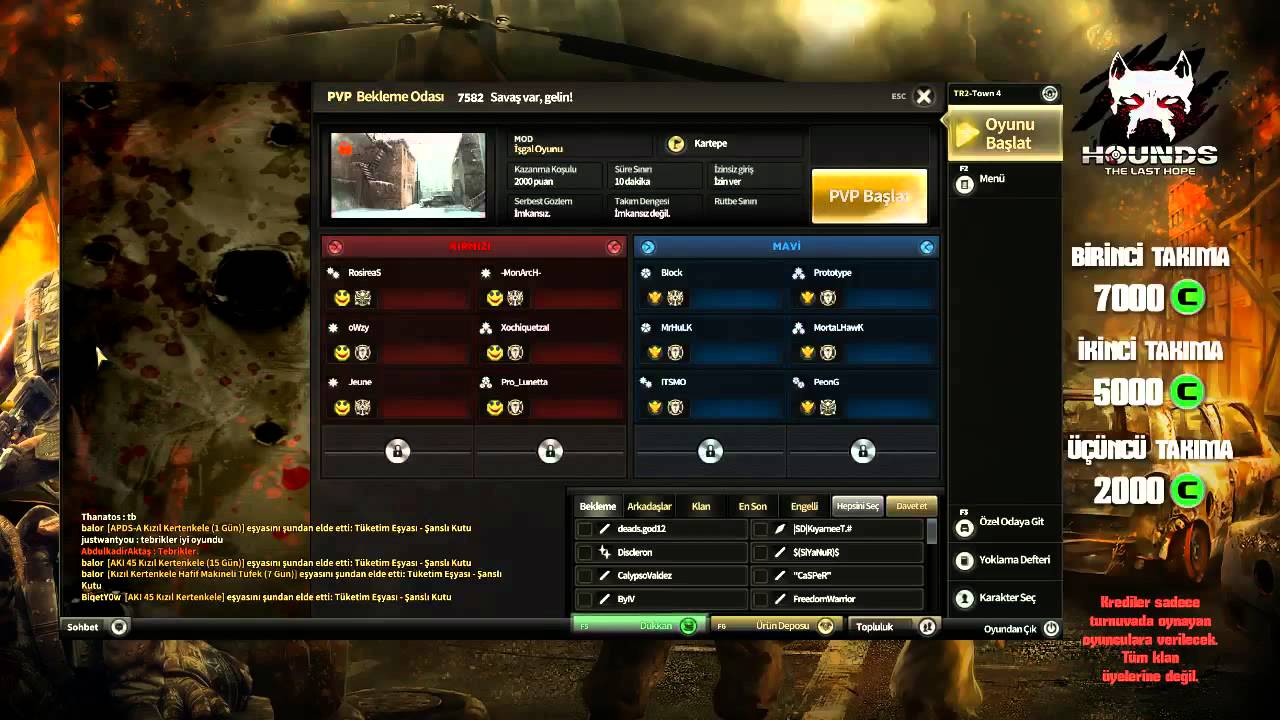 PVP Bekleme Odası 7582 Savaş var, gelin!
ESC
TR2-Town 4
MOD
İşgal Oyunu
Kartepe
Kazanma Koşulu
2000 puan
Süre Sınırı
10 dakika
İzinsiz giriş
İzin ver
Serbest Gözlem
İmkansız.
Takım Dengesi
İmkansız değil.
Rütbe Sınırı
PVP Başlat
Oyunu
Başlat
F2
Menü
KIRMIZI
MAVİ
RosireaS
-MonArcH-
Block
Prototype
oWzy
Xochiquetzal
MrHuLK
MortaLHawK
Jeune
Pro_Lunetta
ITSMO
PeonG
HOUNDS
THE LAST HOPE
BİRİNCİ TAKIMA
7000 C
İKİNCİ TAKIMA
5000 C
ÜÇÜNCÜ TAKIMA
2000 C
Krediler sadece
turnuvada oynayan
oyunculara verilecek.
Tüm klan
üyelerine değil.
Thanatos : tb
balor [APDS-A Kızıl Kertenkele (1 Gün)] eşyasını şundan elde etti: Tüketim Eşyası - Şanslı Kutu
justwantyou : tebrikler iyi oyundu
AbdulkadirAktaş : Tebrikler.
balor [AKI 45 Kızıl Kertenkele (15 Gün)] eşyasını şundan elde etti: Tüketim Eşyası - Şanslı Kutu
balor [Kızıl Kertenkele Hafif Makineli Tüfek (7 Gün)] eşyasını şundan elde etti: Tüketim Eşyası - Şanslı
Kutu
BiqetY0w [AKI 45 Kızıl Kertenkele] eşyasını şundan elde etti: Tüketim Eşyası - Şanslı Kutu
Sohbet
Bekleme Arkadaşlar Klan En Son Engelli Hepsini Seç Davet et
deads.god12
|SD|KıyameeT.#
Disderon
$(SiYaNuR)$
CalypsoValdez
"CaSPeR"
ByIV
FreedomWarrior
F5 Dükkan
F6 Ürün Deposu
Topluluk
F3
Özel Odaya Git
Yoklama Defteri
Karakter Seç
Oyundan Çık